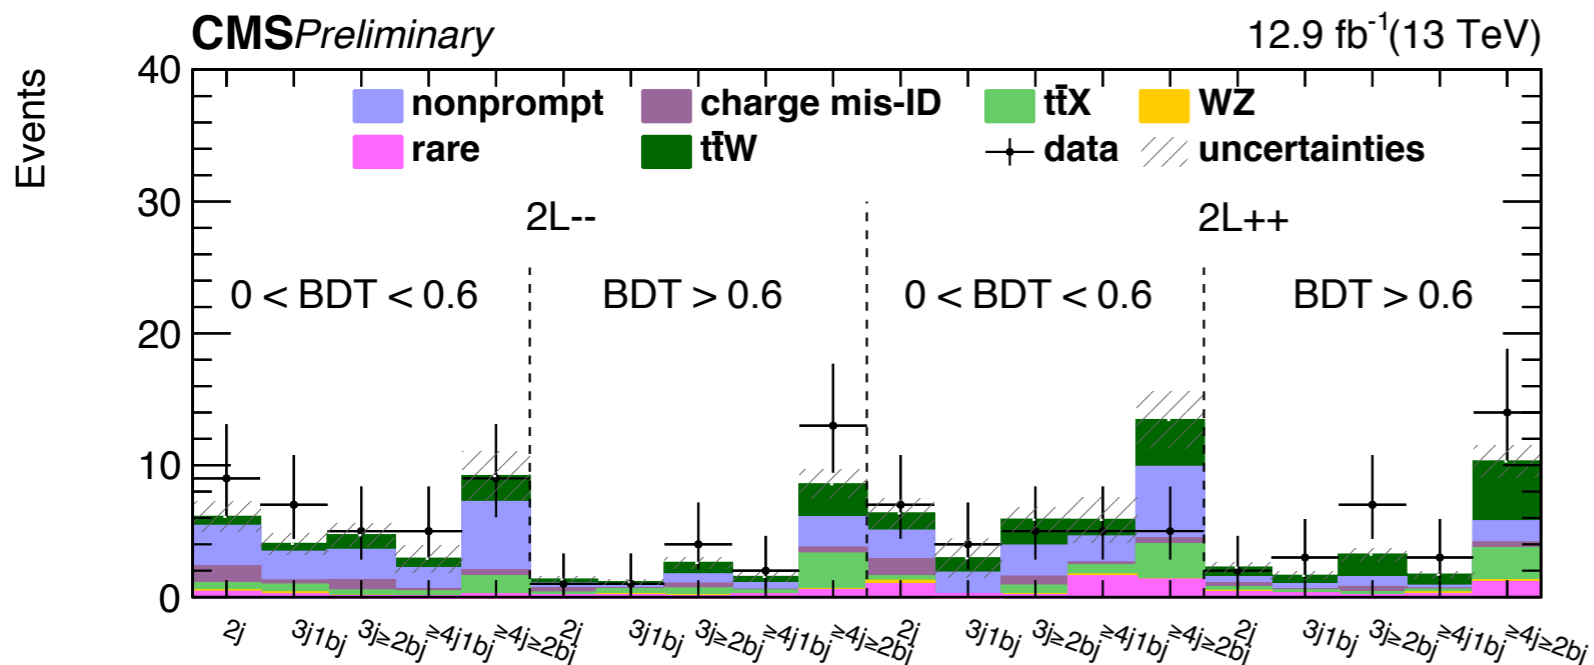 CMS Preliminary 12.9 fb⁻¹(13 TeV)
Events
40
30
20
10
0
nonprompt charge mis-ID tt̄X WZ
rare tt̄W data uncertainties
2L-- 2L++
0 < BDT < 0.6 BDT > 0.6 0 < BDT < 0.6 BDT > 0.6
2j 3j1bj 3j≥2bj ≥4j1bj ≥4j≥2bj 2j 3j1bj 3j≥2bj ≥4j1bj ≥4j≥2bj 2j 3j1bj 3j≥2bj ≥4j1bj ≥4j≥2bj 2j 3j1bj 3j≥2bj ≥4j1bj ≥4j≥2bj